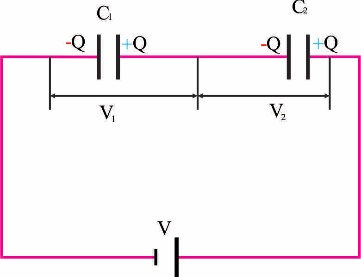 C₁ C₂
-Q +Q -Q +Q
V₁ V₂
V